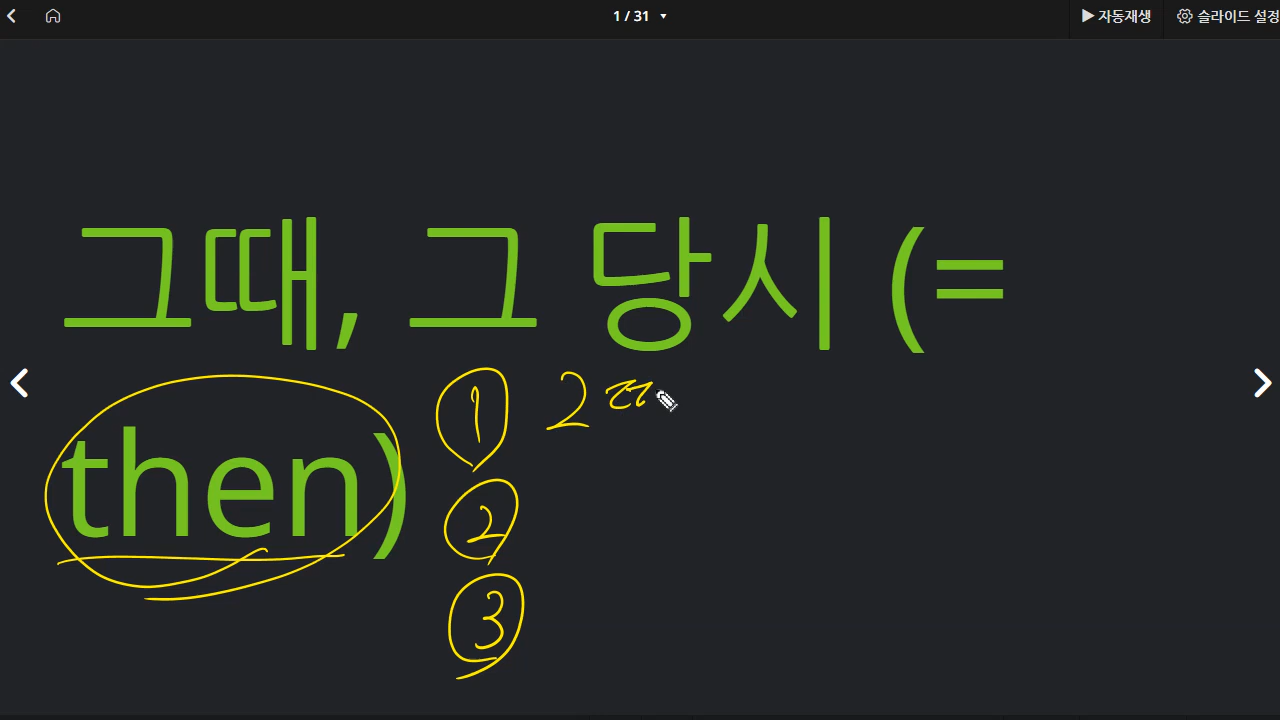 1 / 31
자동재생
슬라이드 설정
그때, 그 당시 (=
then)
① 2
②
③